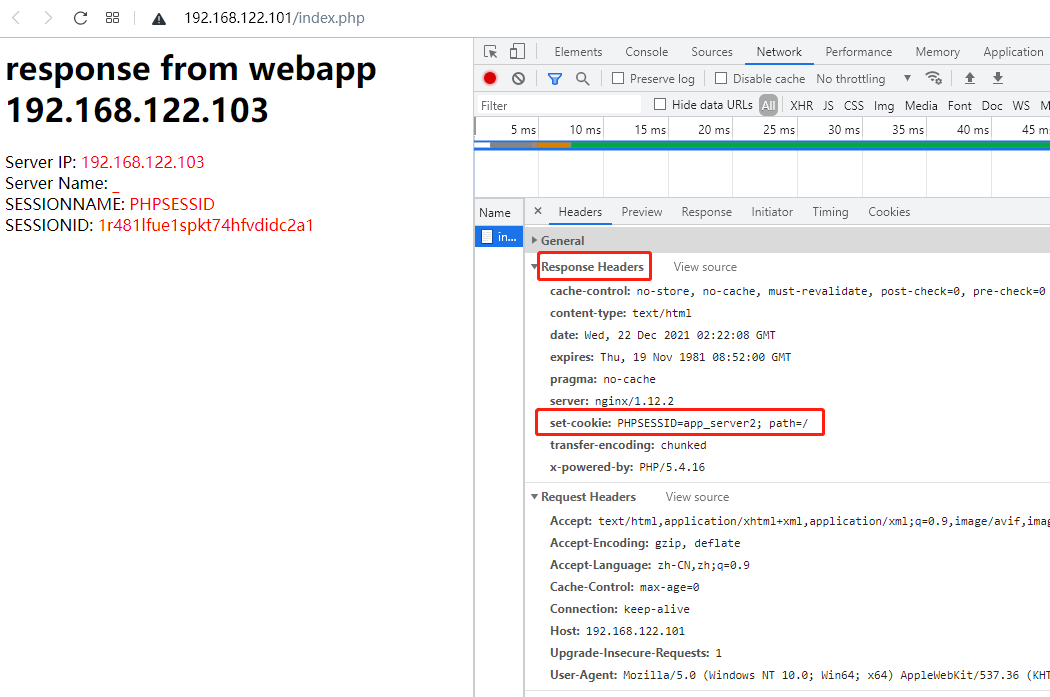 192.168.122.101/index.php
response from webapp
192.168.122.103
Server IP: 192.168.122.103
Server Name: _
SESSIONNAME: PHPSESSID
SESSIONID: 1r481lfue1spkt74hfvdidc2a1
Elements Console Sources Network Performance Memory Application
Preserve log Disable cache No throttling
Filter Hide data URLs All XHR JS CSS Img Media Font Doc WS M
5 ms 10 ms 15 ms 20 ms 25 ms 30 ms 35 ms 40 ms 45 ms
Name × Headers Preview Response Initiator Timing Cookies
in...
General
Response Headers View source
cache-control: no-store, no-cache, must-revalidate, post-check=0, pre-check=0
content-type: text/html
date: Wed, 22 Dec 2021 02:22:08 GMT
expires: Thu, 19 Nov 1981 08:52:00 GMT
pragma: no-cache
server: nginx/1.12.2
set-cookie: PHPSESSID=app_server2; path=/
transfer-encoding: chunked
x-powered-by: PHP/5.4.16
Request Headers View source
Accept: text/html,application/xhtml+xml,application/xml;q=0.9,image/avif,imag
Accept-Encoding: gzip, deflate
Accept-Language: zh-CN,zh;q=0.9
Cache-Control: max-age=0
Connection: keep-alive
Host: 192.168.122.101
Upgrade-Insecure-Requests: 1
User-Agent: Mozilla/5.0 (Windows NT 10.0; Win64; x64) AppleWebKit/537.36 (KHT